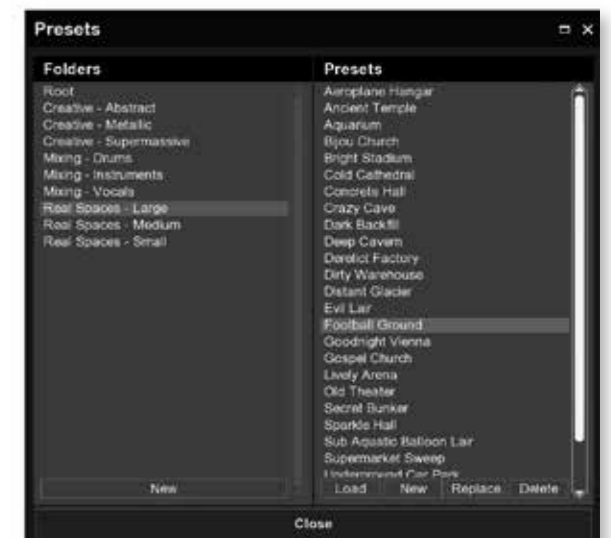 Presets
Folders
Root
Creative - Abstract
Creative - Metallic
Creative - Supermassive
Mixing - Drums
Mixing - Instruments
Mixing - Vocals
Real Spaces - Large
Real Spaces - Medium
Real Spaces - Small
New
Presets
Aeroplane Hangar
Ancient Temple
Aquarium
Bijou Church
Bright Stadium
Cold Cathedral
Concrete Hall
Crazy Cave
Dark Backfill
Deep Cavern
Derelict Factory
Dirty Warehouse
Distant Glacier
Evil Lair
Football Ground
Goodnight Vienna
Gospel Church
Lively Arena
Old Theater
Secret Bunker
Sparkle Hall
Sub Aquatic Balloon Lair
Supermarket Sweep
Underground Car Park
Load New Replace Delete
Close